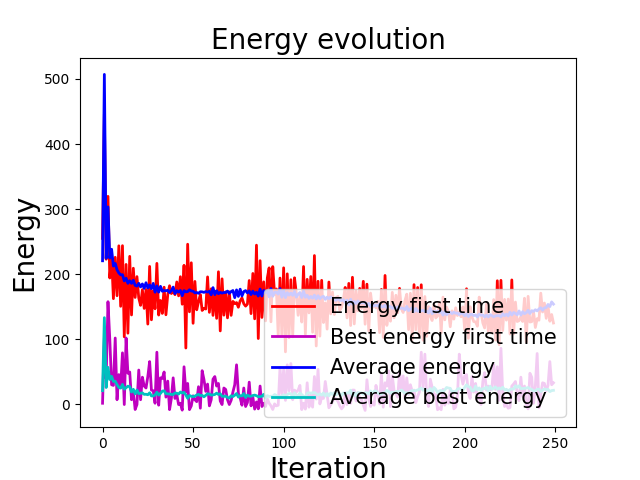 Energy evolution
500
400
300
200
100
0
Energy
Energy first time
Best energy first time
Average energy
Average best energy
0
50
100
150
200
250
Iteration